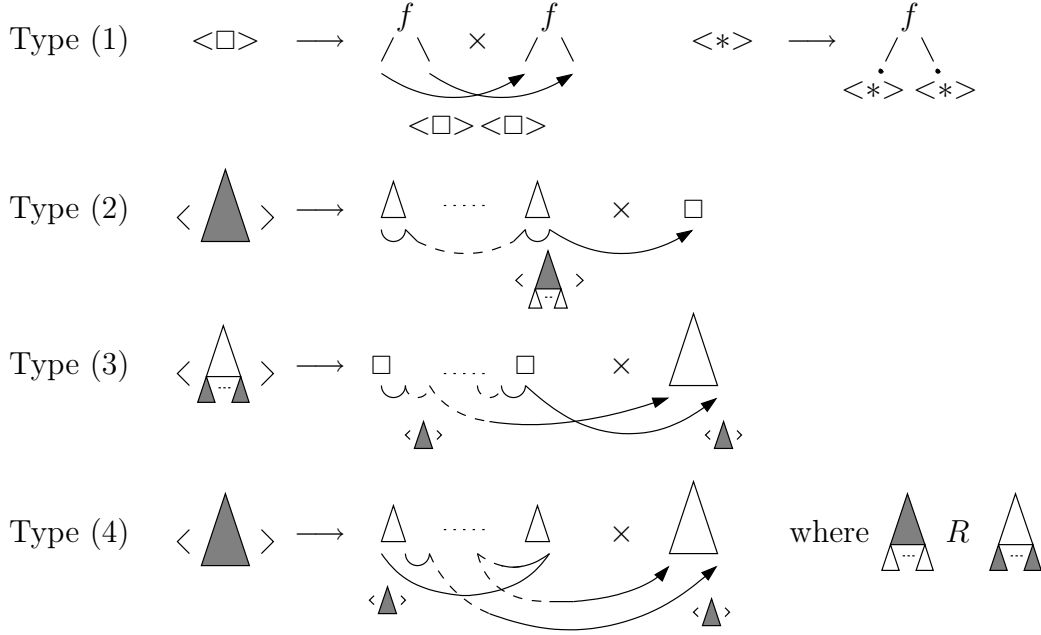 Type (1) <□> ⟶ f × f <*> ⟶ f
<*> <*>
<□> <□>
Type (2) < > ⟶ ..... × □
< >
Type (3) < > ⟶ □ ..... □ ×
< > < >
Type (4) < > ⟶ ..... × where R
< > < >